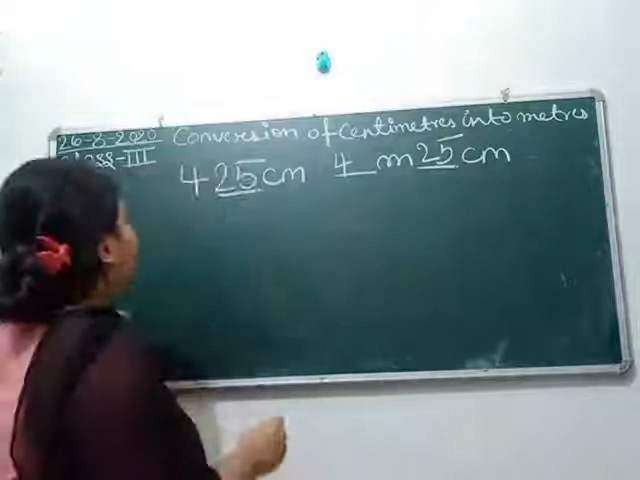 26-8-2020 Conversion of Centimetres into metres
Class-III
425cm 4 m 25 cm